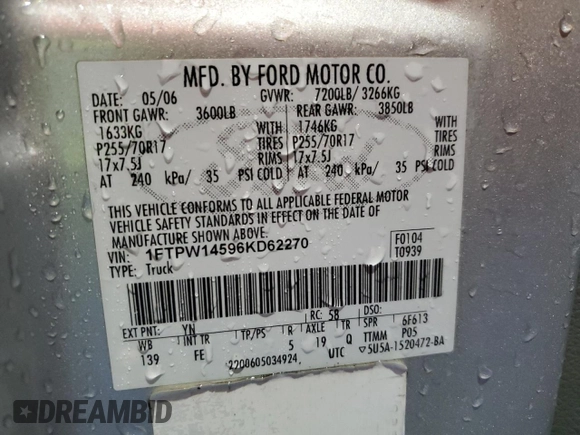 MFD. BY FORD MOTOR CO.
DATE: 05/06 GVWR: 7200LB/ 3266KG
FRONT GAWR: 3600LB REAR GAWR: 3850LB
1633KG WITH 1746KG WITH
P255/70R17 TIRES P255/70R17 TIRES
17x7.5J RIMS 17x7.5J RIMS
AT 240 kPa/ 35 PSI COLD AT 240 kPa/ 35 PSI COLD
THIS VEHICLE CONFORMS TO ALL APPLICABLE FEDERAL MOTOR
VEHICLE SAFETY STANDARDS IN EFFECT ON THE DATE OF
MANUFACTURE SHOWN ABOVE.
VIN: 1FTPW14596KD62270 F0104
TYPE: Truck T0939
EXT PNT: YN RC: 58 DSO:
WB INT TR TP/PS R AXLE TR SPR 6F613
139 FE 5 19 Q TTMM P05
2200605034924 UTC ▽5U5A-1520472-BA
DREAMBID